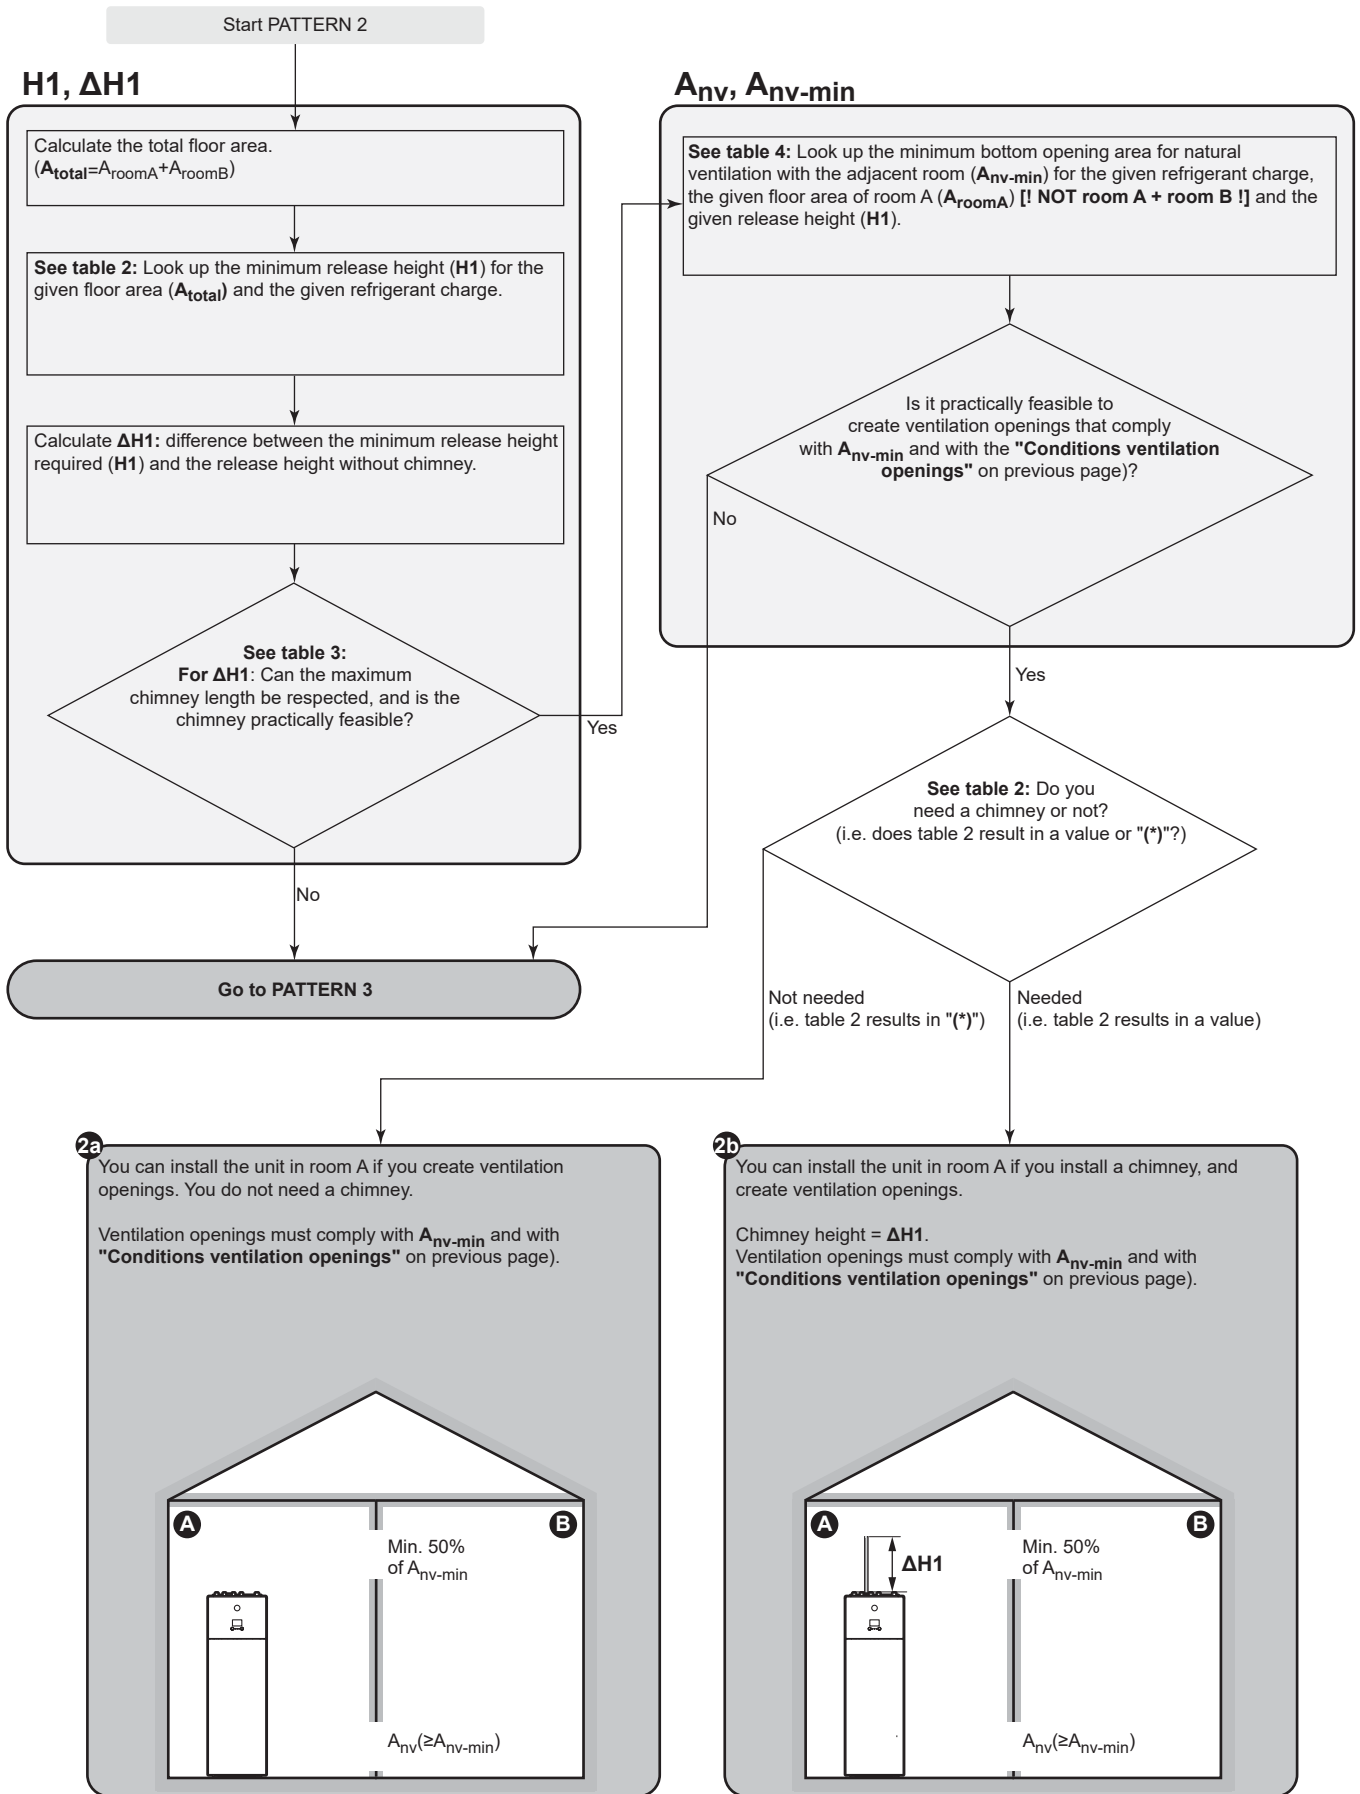 Start PATTERN 2
H1, ΔH1
Calculate the total floor area.
(Atotal=AroomA+AroomB)
See table 2: Look up the minimum release height (H1) for the
given floor area (Atotal) and the given refrigerant charge.
Calculate ΔH1: difference between the minimum release height
required (H1) and the release height without chimney.
See table 3:
For ΔH1: Can the maximum
chimney length be respected, and is the
chimney practically feasible?
Yes
No
Go to PATTERN 3
Anv, Anv-min
See table 4: Look up the minimum bottom opening area for natural
ventilation with the adjacent room (Anv-min) for the given refrigerant charge,
the given floor area of room A (AroomA) [! NOT room A + room B !] and the
given release height (H1).
Is it practically feasible to
create ventilation openings that comply
with Anv-min and with the "Conditions ventilation
openings" on previous page)?
No
Yes
See table 2: Do you
need a chimney or not?
(i.e. does table 2 result in a value or "(*)"?)
Not needed
(i.e. table 2 results in "(*)")
Needed
(i.e. table 2 results in a value)
2a
You can install the unit in room A if you create ventilation
openings. You do not need a chimney.
Ventilation openings must comply with Anv-min and with
"Conditions ventilation openings" on previous page).
A
B
Min. 50%
of Anv-min
Anv(≥Anv-min)
2b
You can install the unit in room A if you install a chimney, and
create ventilation openings.
Chimney height = ΔH1.
Ventilation openings must comply with Anv-min and with
"Conditions ventilation openings" on previous page).
A
B
ΔH1
Min. 50%
of Anv-min
Anv(≥Anv-min)